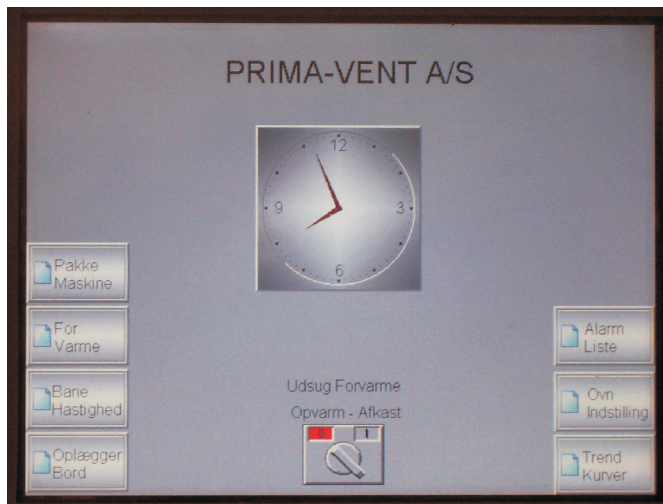 PRIMA-VENT A/S
12
9
3
6
Pakke
Maskine
For
Varme
Bane
Hastighed
Oplægger
Bord
Udsug Forvarme
Opvarm - Afkast
0
I
Alarm
Liste
Ovn
Indstilling
Trend
Kurver